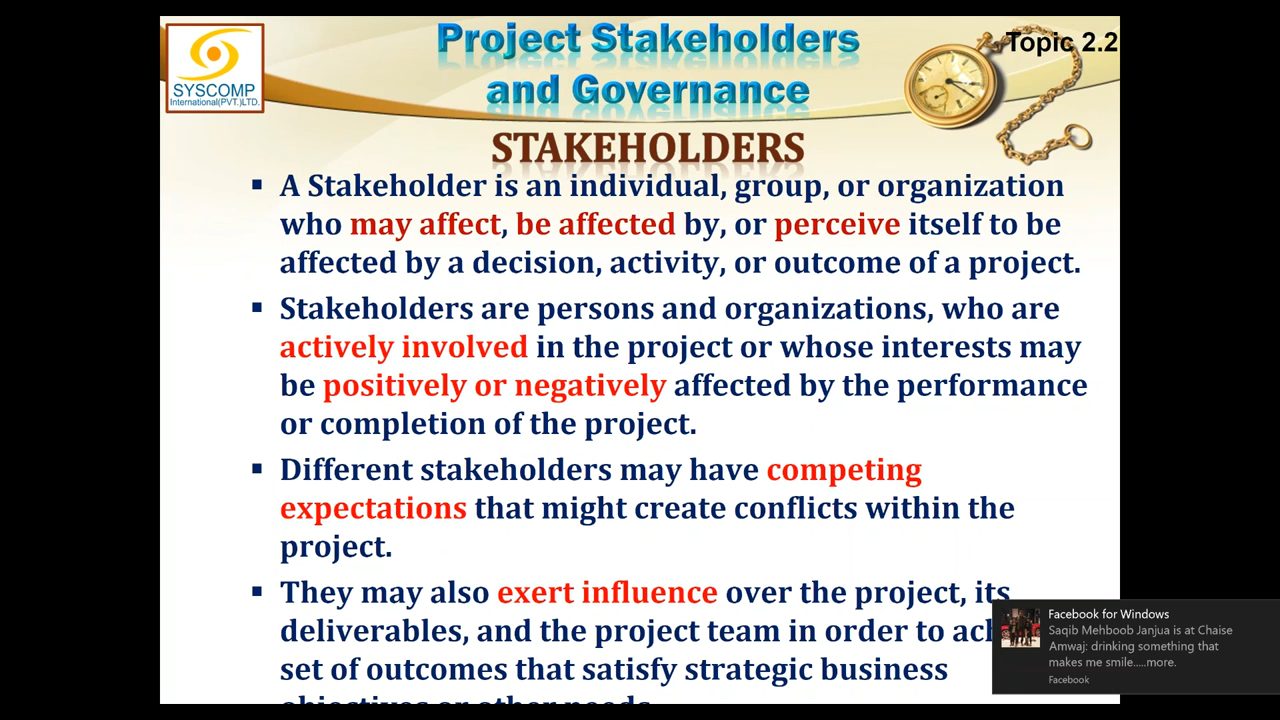 SYSCOMP
International(PVT.)LTD.
Project Stakeholders
and Governance
Topic 2.2
STAKEHOLDERS
▪ A Stakeholder is an individual, group, or organization
who may affect, be affected by, or perceive itself to be
affected by a decision, activity, or outcome of a project.
▪ Stakeholders are persons and organizations, who are
actively involved in the project or whose interests may
be positively or negatively affected by the performance
or completion of the project.
▪ Different stakeholders may have competing
expectations that might create conflicts within the
project.
▪ They may also exert influence over the project, its
deliverables, and the project team in order to
set of outcomes that satisfy strategic business
objectives or other needs
Facebook for Windows
Saqib Mehboob Janjua is at Chaise
Amwaj: drinking something that
makes me smile.....more.
Facebook